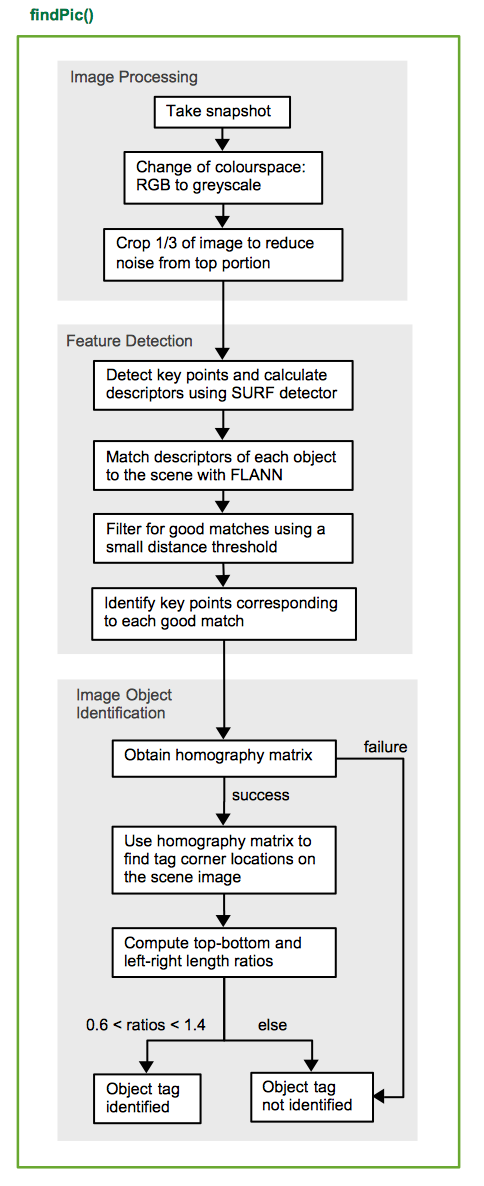 findPic()
Image Processing
Take snapshot
Change of colourspace:
RGB to greyscale
Crop 1/3 of image to reduce
noise from top portion
Feature Detection
Detect key points and calculate
descriptors using SURF detector
Match descriptors of each object
to the scene with FLANN
Filter for good matches using a
small distance threshold
Identify key points corresponding
to each good match
Image Object
Identification
Obtain homography matrix
failure
success
Use homography matrix to
find tag corner locations on
the scene image
Compute top-bottom and
left-right length ratios
0.6 < ratios < 1.4
else
Object tag
identified
Object tag
not identified